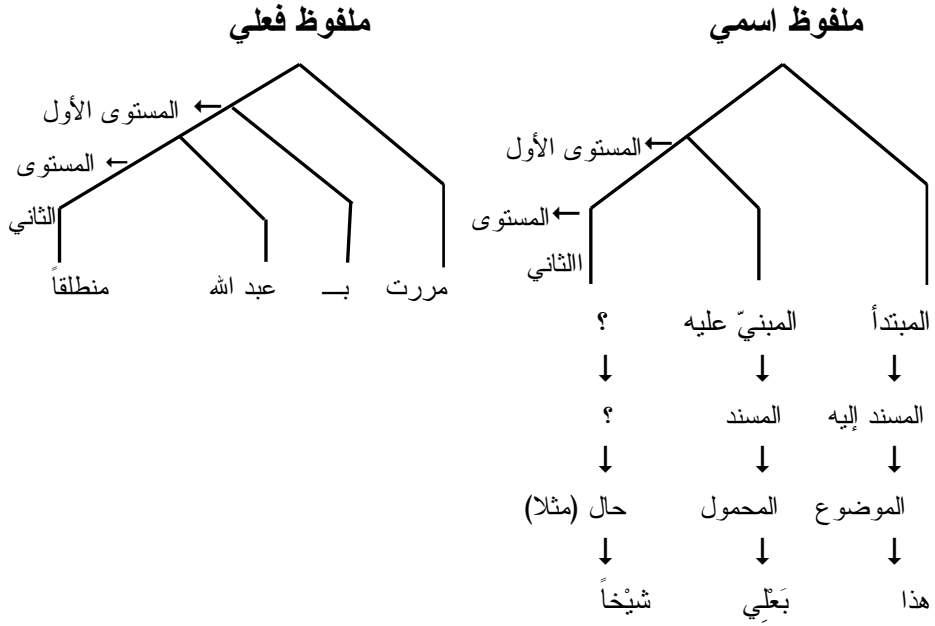 ملفوظ اسمي
المستوى الأول
المستوى
االثاني
المبتدأ المبنيّ عليه ؟
↓ ↓ ↓
المسند إليه المسند ؟
↓ ↓ ↓
الموضوع المحمول حال (مثلا)
↓ ↓ ↓
هذا بَعْلِي شيْخاً
ملفوظ فعلي
المستوى الأول
المستوى
الثاني
مررت بـــ عبد الله منطلقاً